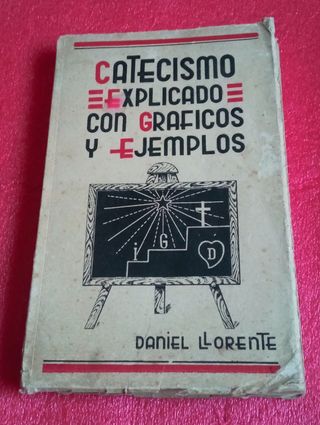 CATECISMO
EXPLICADO
CON GRAFICOS
Y EJEMPLOS
i G D
DANIEL LLORENTE